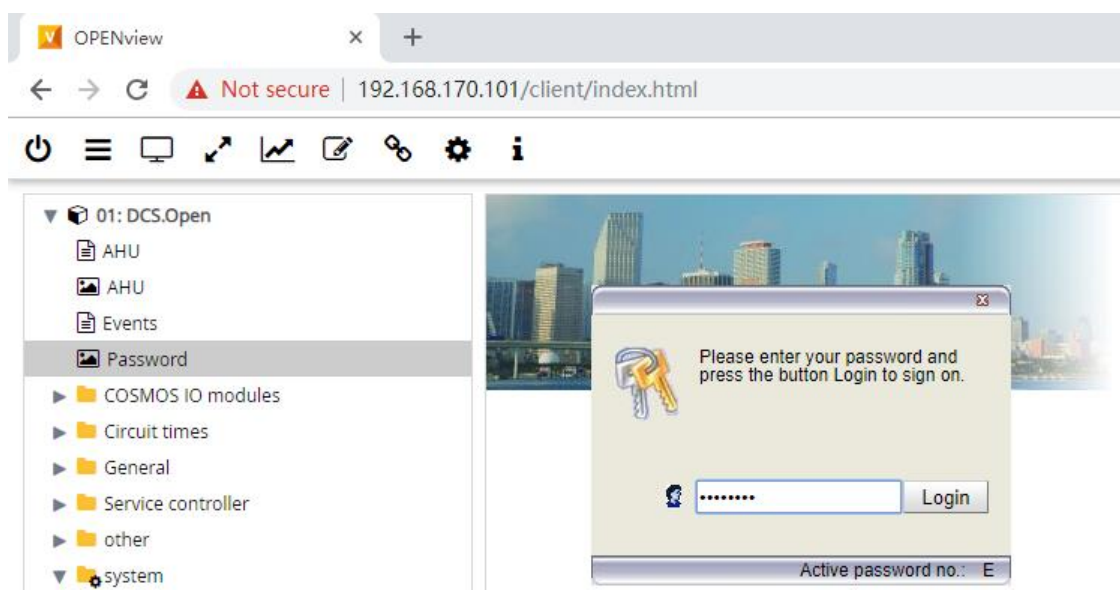 OPENview
Not secure | 192.168.170.101/client/index.html
01: DCS.Open
AHU
AHU
Events
Password
COSMOS IO modules
Circuit times
General
Service controller
other
system
Please enter your password and
press the button Login to sign on.
••••••••
Login
Active password no.: E